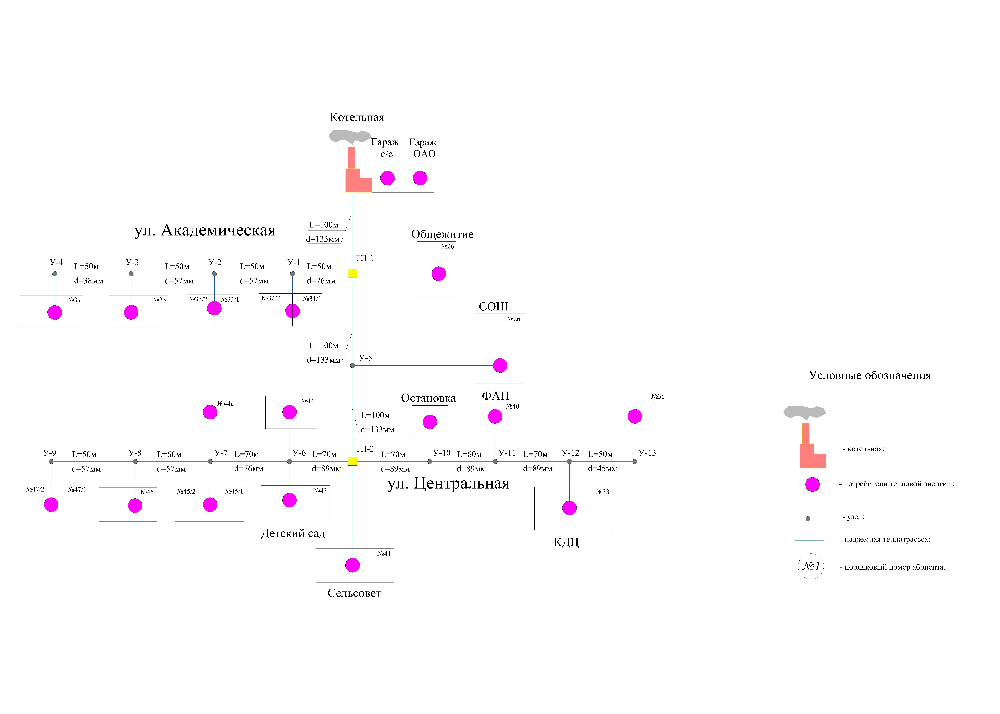 Котельная
Гараж
с/с
Гараж
ОАО
L=100м
d=133мм
ул. Академическая
Общежитие
№26
ТП-1
У-4
L=50м
d=38мм
У-3
L=50м
d=57мм
У-2
L=50м
d=57мм
У-1
L=50м
d=76мм
№37
№35
№33/2
№33/1
№32/2
№31/1
СОШ
№26
L=100м
d=133мм
У-5
№44а
№44
Остановка
ФАП
№40
№36
L=100м
d=133мм
ТП-2
У-9
L=50м
d=57мм
У-8
L=60м
d=57мм
У-7
L=70м
d=76мм
У-6
L=70м
d=89мм
L=70м
d=89мм
У-10
L=60м
d=89мм
У-11
L=70м
d=89мм
У-12
L=50м
d=45мм
У-13
ул. Центральная
№47/2
№47/1
№45
№45/2
№45/1
№43
Детский сад
№33
КДЦ
№41
Сельсовет
Условные обозначения
- котельная;
- потребители тепловой энергии;
- узел;
- надземная теплотрассса;
№1
- порядковый номер абонента.